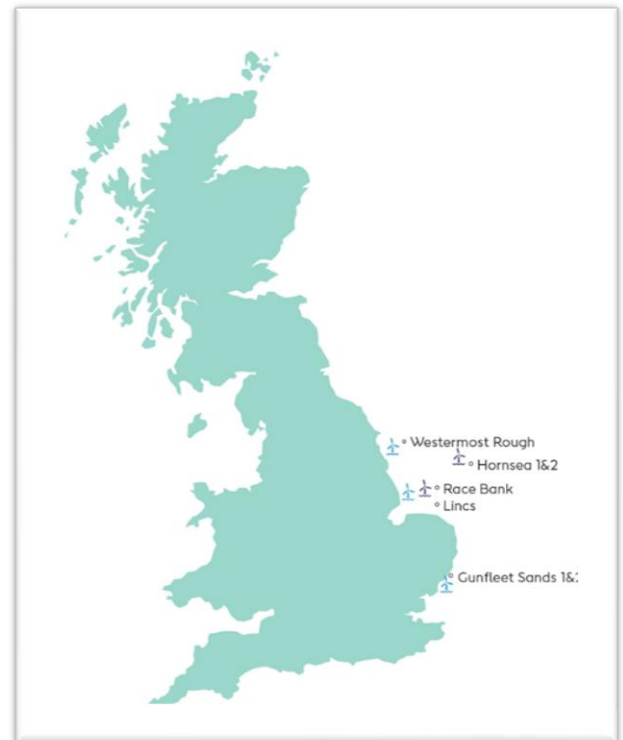 Westermost Rough
Hornsea 1&2
Race Bank
Lincs
Gunfleet Sands 1&